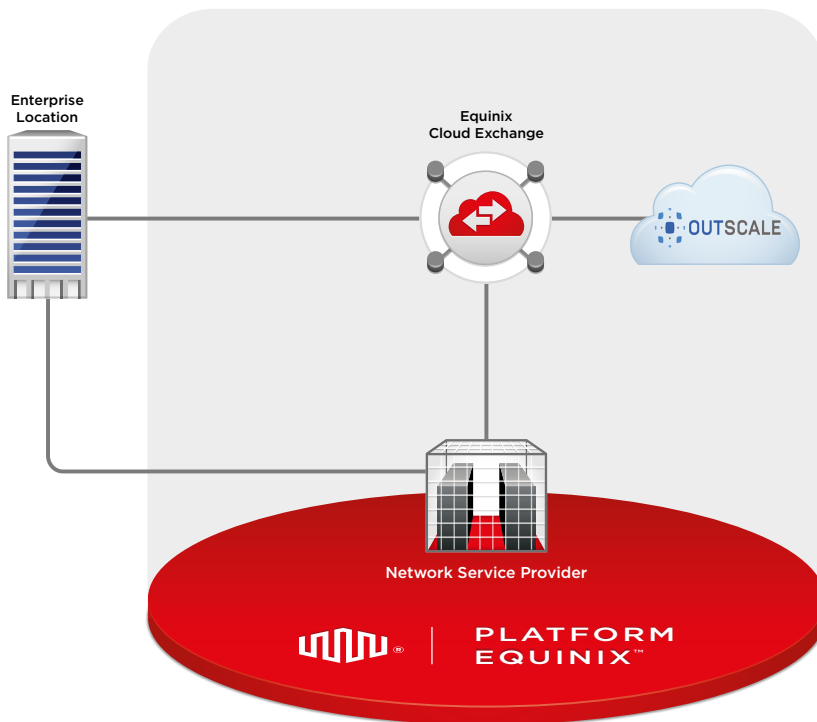 Enterprise
Location
Equinix
Cloud Exchange
OUTSCALE
Network Service Provider
®
PLATFORM
EQUINIX™